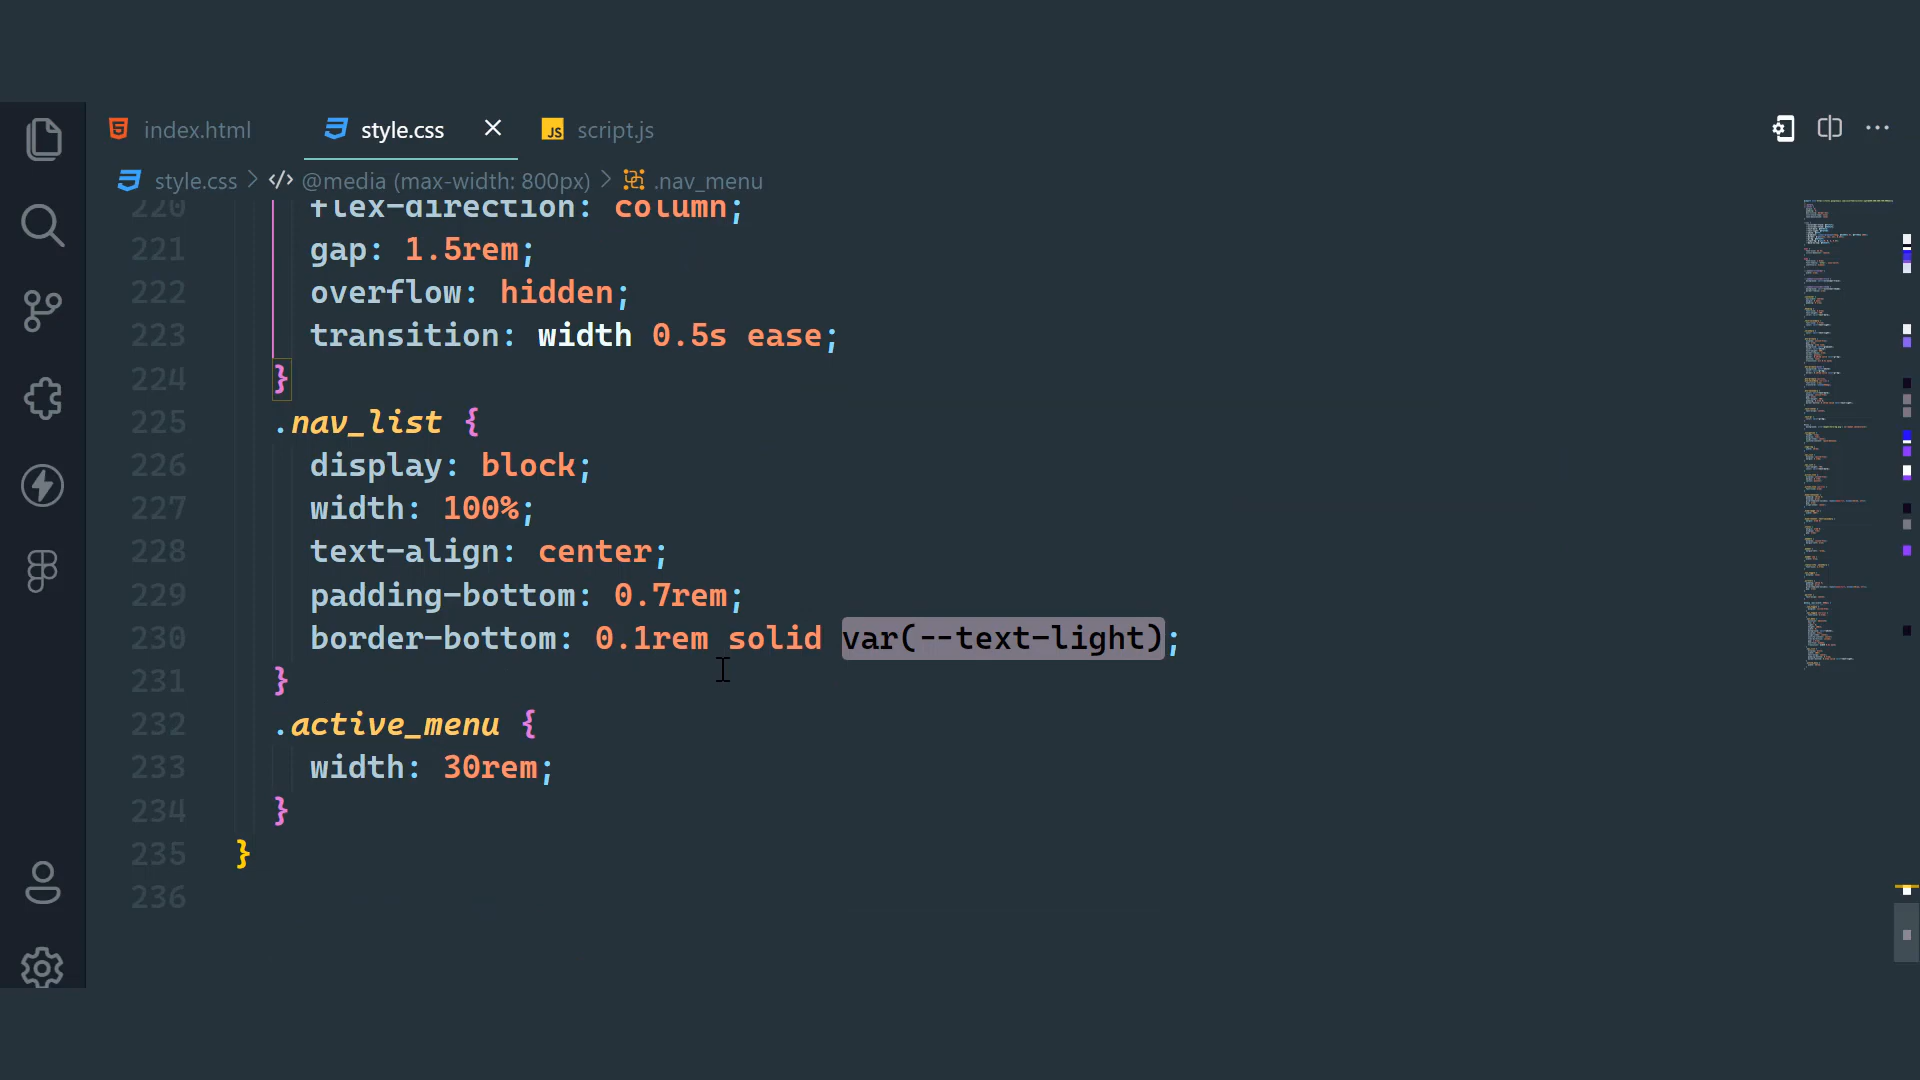 index.html style.css script.js
style.css > @media (max-width: 800px) > .nav_menu
220 flex-direction: column;
221 gap: 1.5rem;
222 overflow: hidden;
223 transition: width 0.5s ease;
224 }
225 .nav_list {
226 display: block;
227 width: 100%;
228 text-align: center;
229 padding-bottom: 0.7rem;
230 border-bottom: 0.1rem solid var(--text-light);
231 }
232 .active_menu {
233 width: 30rem;
234 }
235 }
236